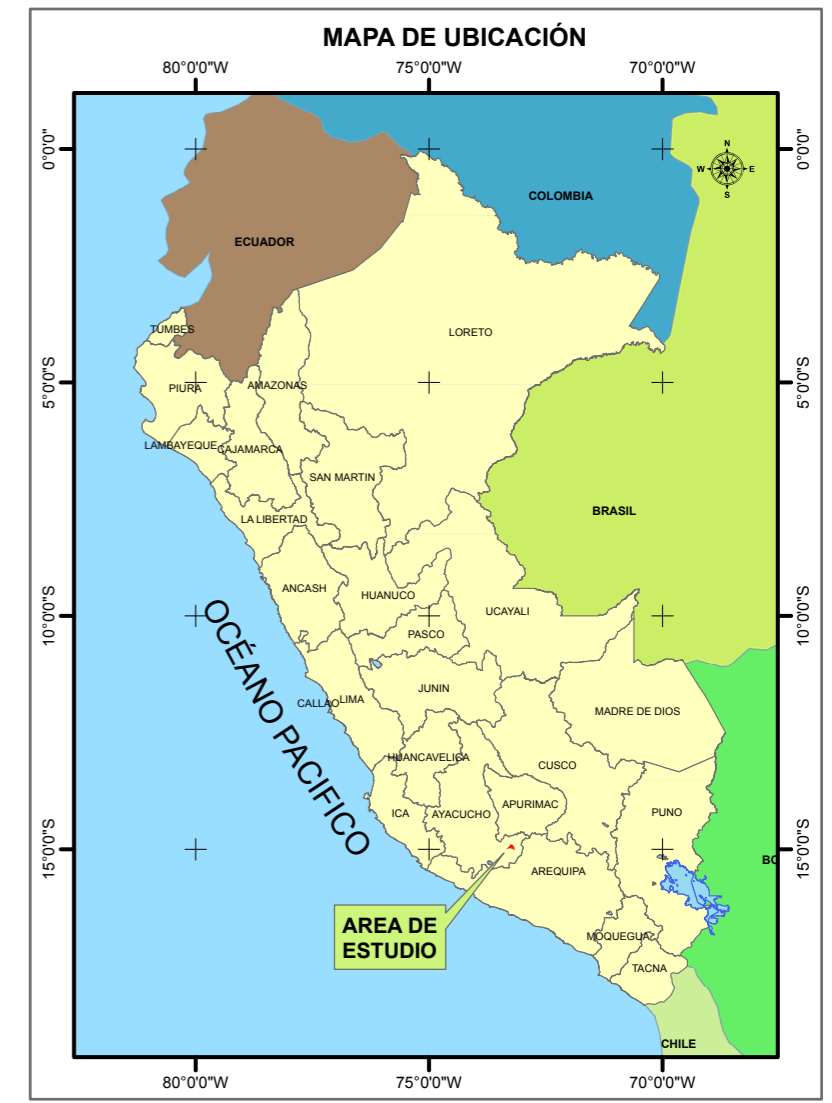 MAPA DE UBICACIÓN
80°0'0"W 75°0'0"W 70°0'0"W
0°0'0" 0°0'0"
N
W E
S
COLOMBIA
ECUADOR
TUMBES
LORETO
5°0'0"S 5°0'0"S
PIURA
AMAZONAS
LAMBAYEQUE
CAJAMARCA
SAN MARTIN
BRASIL
LA LIBERTAD
ANCASH
HUANUCO
UCAYALI
10°0'0"S 10°0'0"S
PASCO
OCÉANO PACIFICO
JUNIN
CALLAO
LIMA
MADRE DE DIOS
HUANCAVELICA
CUSCO
ICA
AYACUCHO
APURIMAC
PUNO
15°0'0"S 15°0'0"S
BO
AREQUIPA
AREA DE
ESTUDIO
MOQUEGUA
TACNA
CHILE
80°0'0"W 75°0'0"W 70°0'0"W